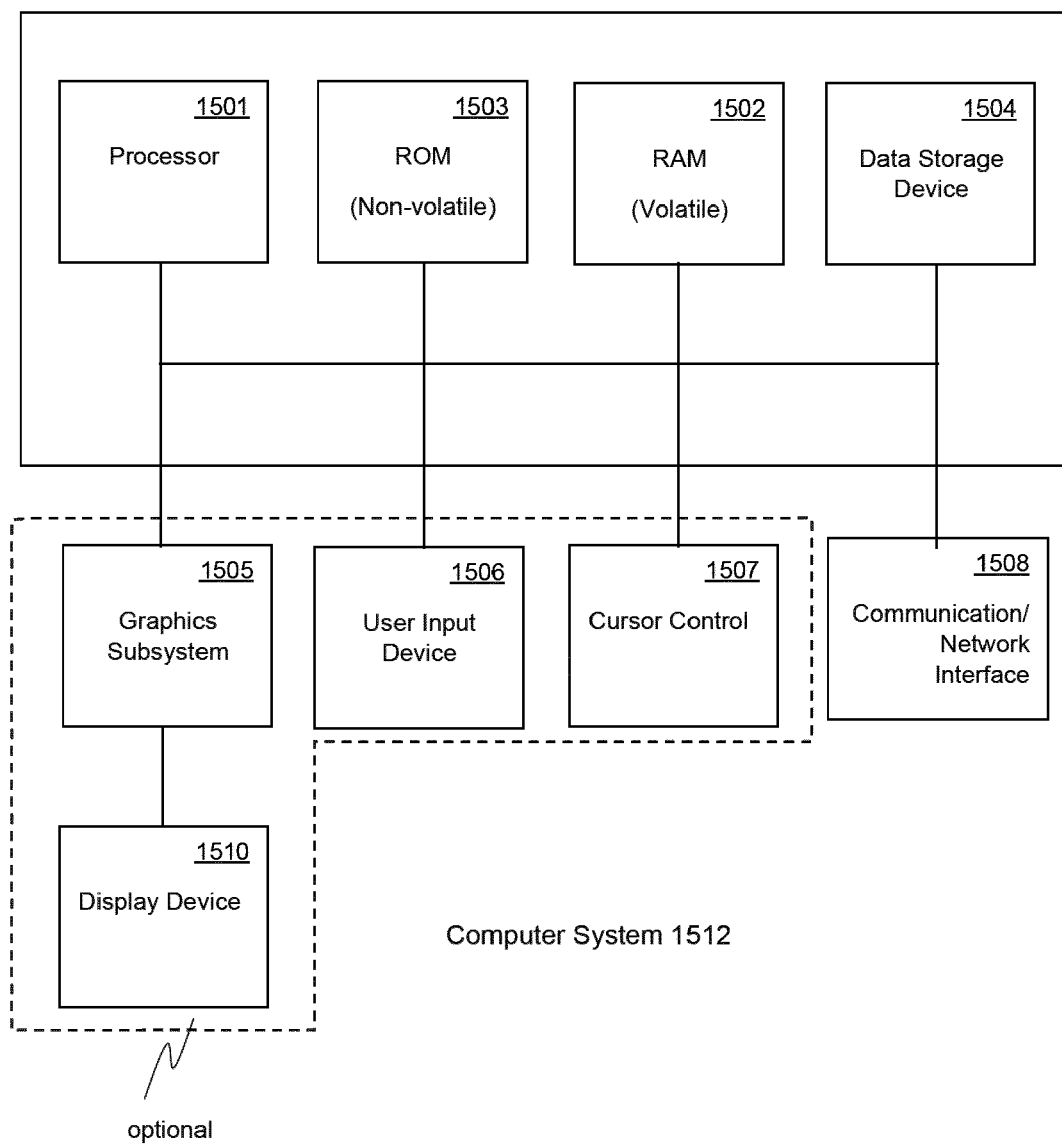 1501
Processor
1503
ROM
(Non-volatile)
1502
RAM
(Volatile)
1504
Data Storage
Device
1505
Graphics
Subsystem
1506
User Input
Device
1507
Cursor Control
1508
Communication/
Network
Interface
1510
Display Device
Computer System 1512
optional